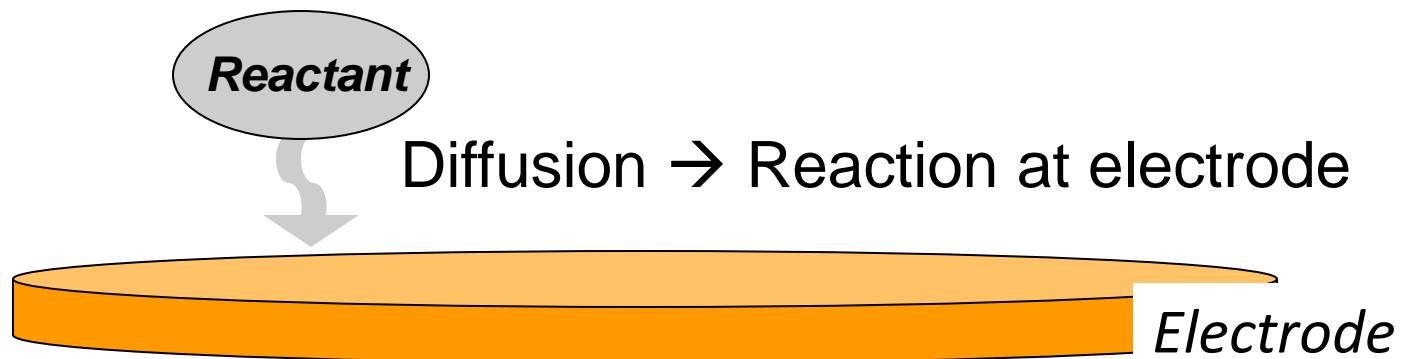 Reactant
Diffusion → Reaction at electrode
Electrode